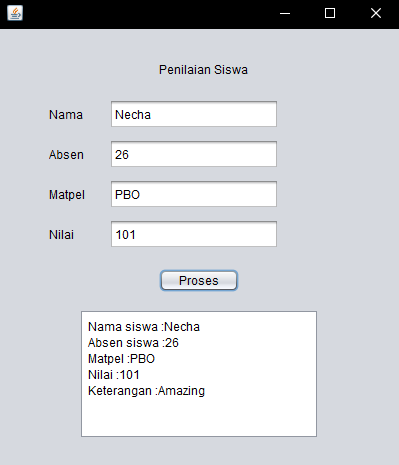 Penilaian Siswa
Nama Necha
Absen 26
Matpel PBO
Nilai 101
Proses
Nama siswa :Necha
Absen siswa :26
Matpel :PBO
Nilai :101
Keterangan :Amazing